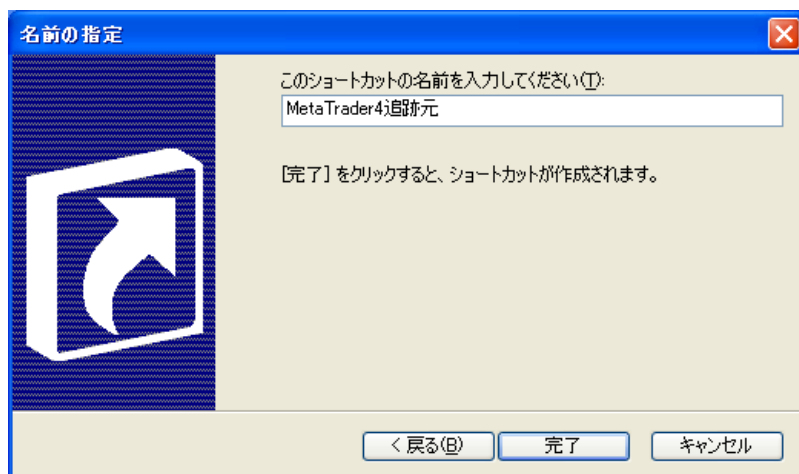 名前の指定
このショートカットの名前を入力してください(T):
MetaTrader4追跡元
[完了] をクリックすると、ショートカットが作成されます。
< 戻る(B)
完了
キャンセル